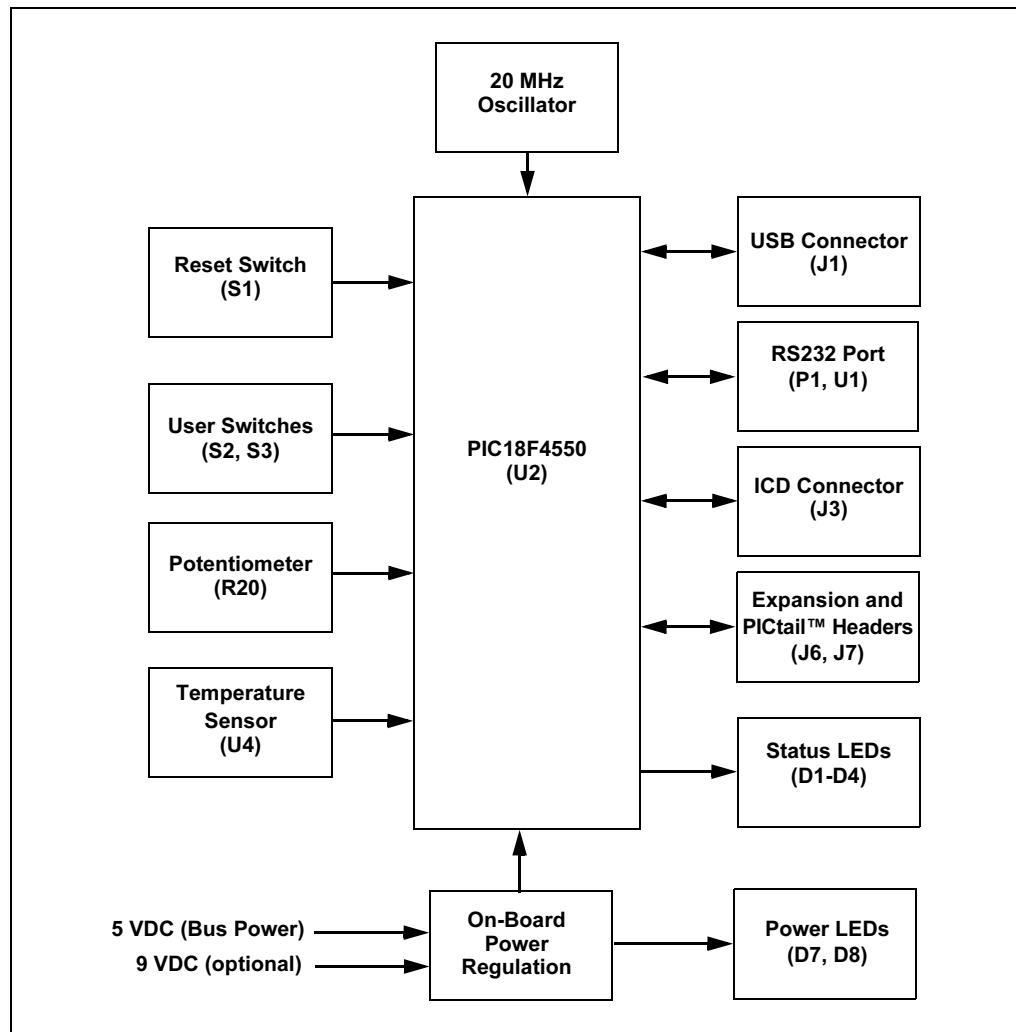 20 MHz
Oscillator
Reset Switch
(S1)
User Switches
(S2, S3)
Potentiometer
(R20)
Temperature
Sensor
(U4)
PIC18F4550
(U2)
USB Connector
(J1)
RS232 Port
(P1, U1)
ICD Connector
(J3)
Expansion and
PICtail™ Headers
(J6, J7)
Status LEDs
(D1-D4)
5 VDC (Bus Power)
9 VDC (optional)
On-Board
Power
Regulation
Power LEDs
(D7, D8)